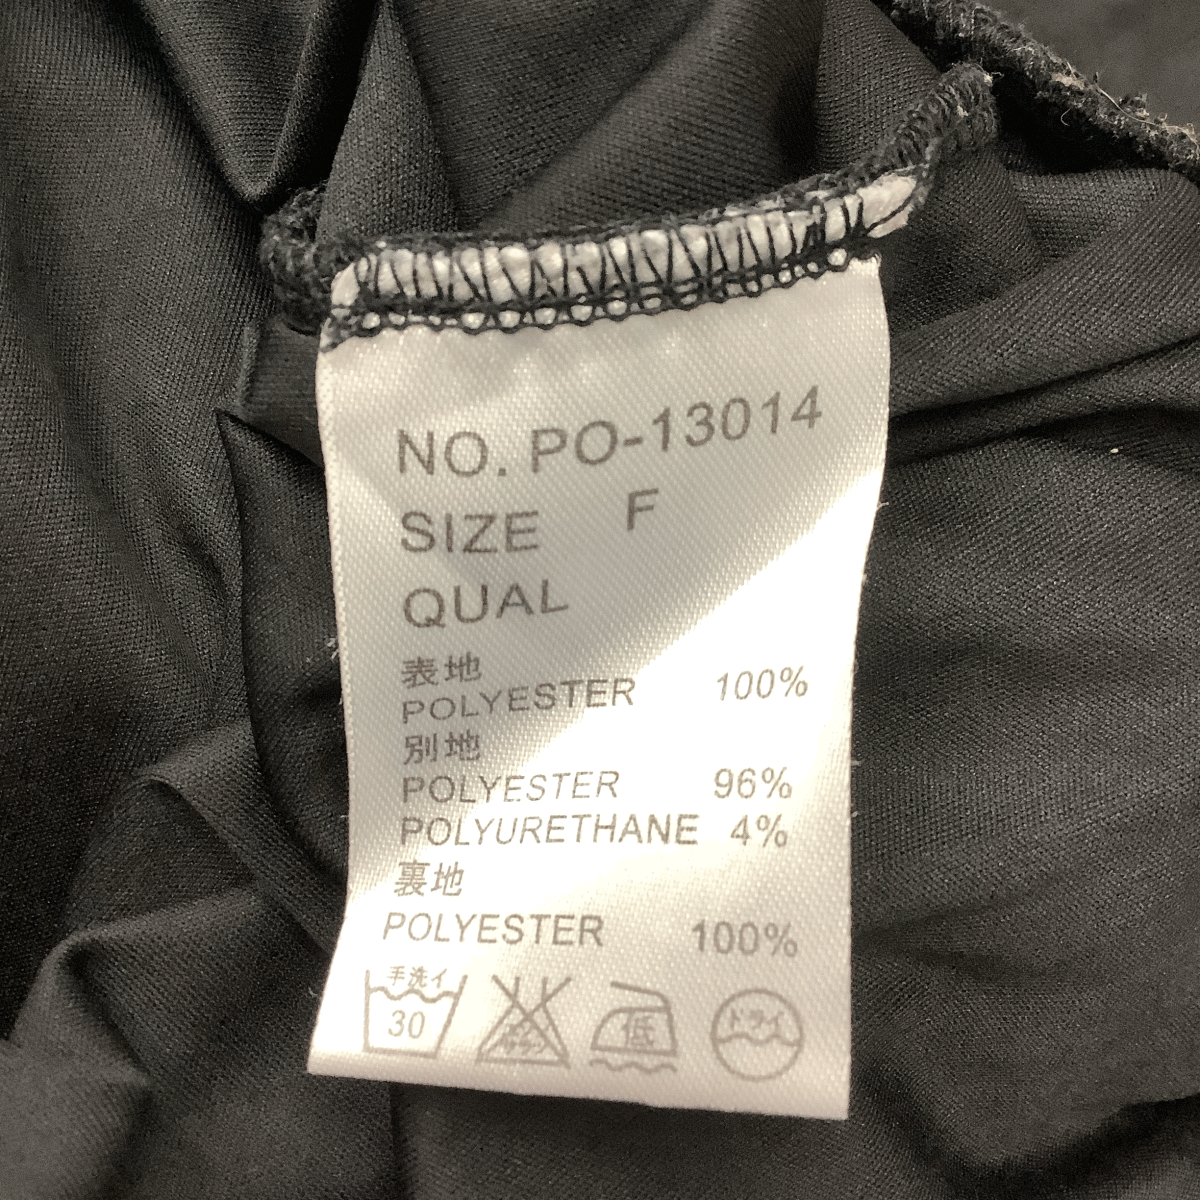 NO. PO-13014
SIZE F
QUAL
表地
POLYESTER 100%
別地
POLYESTER 96%
POLYURETHANE 4%
裏地
POLYESTER 100%
手洗イ
30
低
ドライ